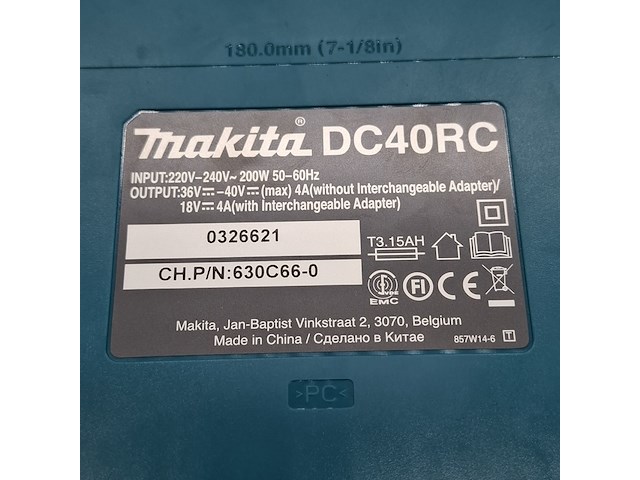 180.0mm (7-1/8in)
makita® DC40RC
INPUT:220V-240V~ 200W 50-60Hz
OUTPUT:36V⎓-40V⎓(max) 4A(without Interchangeable Adapter)/
18V⎓4A(with Interchangeable Adapter)
0326621
T3.15AH
CH.P/N:630C66-0
EMC
Makita, Jan-Baptist Vinkstraat 2, 3070, Belgium
Made in China / Сделано в Китае
857W14-6 T
>PC<